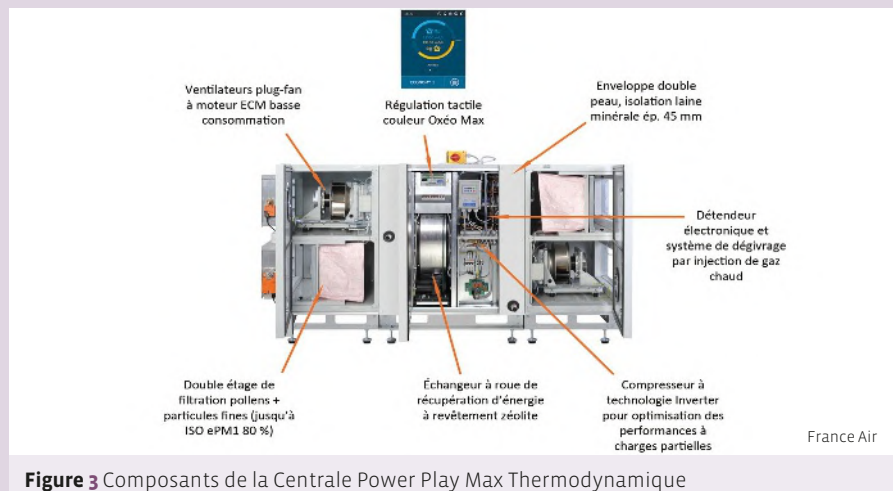 Ventilateurs plug-fan
à moteur ECM basse
consommation
Régulation tactile
couleur Oxéo Max
Enveloppe double
peau, isolation laine
minérale ép. 45 mm
Détendeur
électronique et
système de dégivrage
par injection de gaz
chaud
Double étage de
filtration pollens +
particules fines (jusqu'à
ISO ePM1 80 %)
Échangeur à roue de
récupération d'énergie
à revêtement zéolite
Compresseur à
technologie Inverter
pour optimisation des
performances à
charges partielles
France Air
Figure 3 Composants de la Centrale Power Play Max Thermodynamique